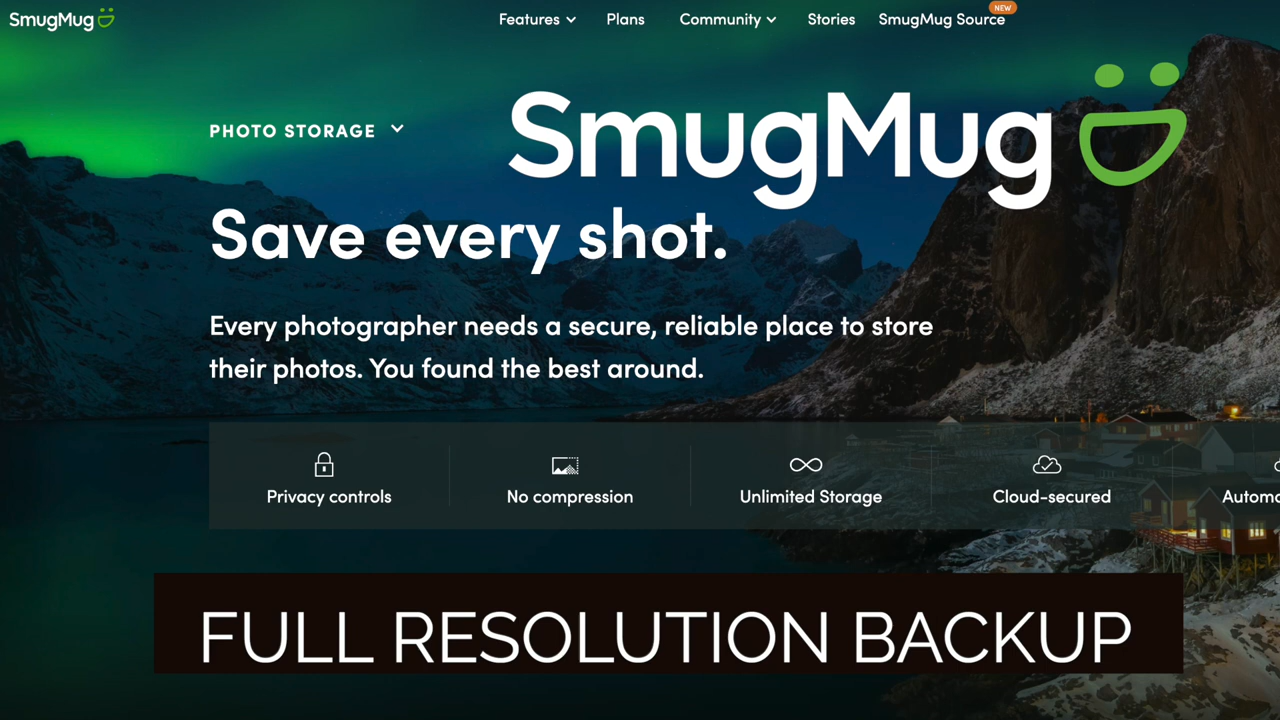 SmugMug
Features
Plans
Community
Stories
SmugMug Source
NEW
PHOTO STORAGE
SmugMug
Save every shot.
Every photographer needs a secure, reliable place to store
their photos. You found the best around.
Privacy controls
No compression
Unlimited Storage
Cloud-secured
FULL RESOLUTION BACKUP